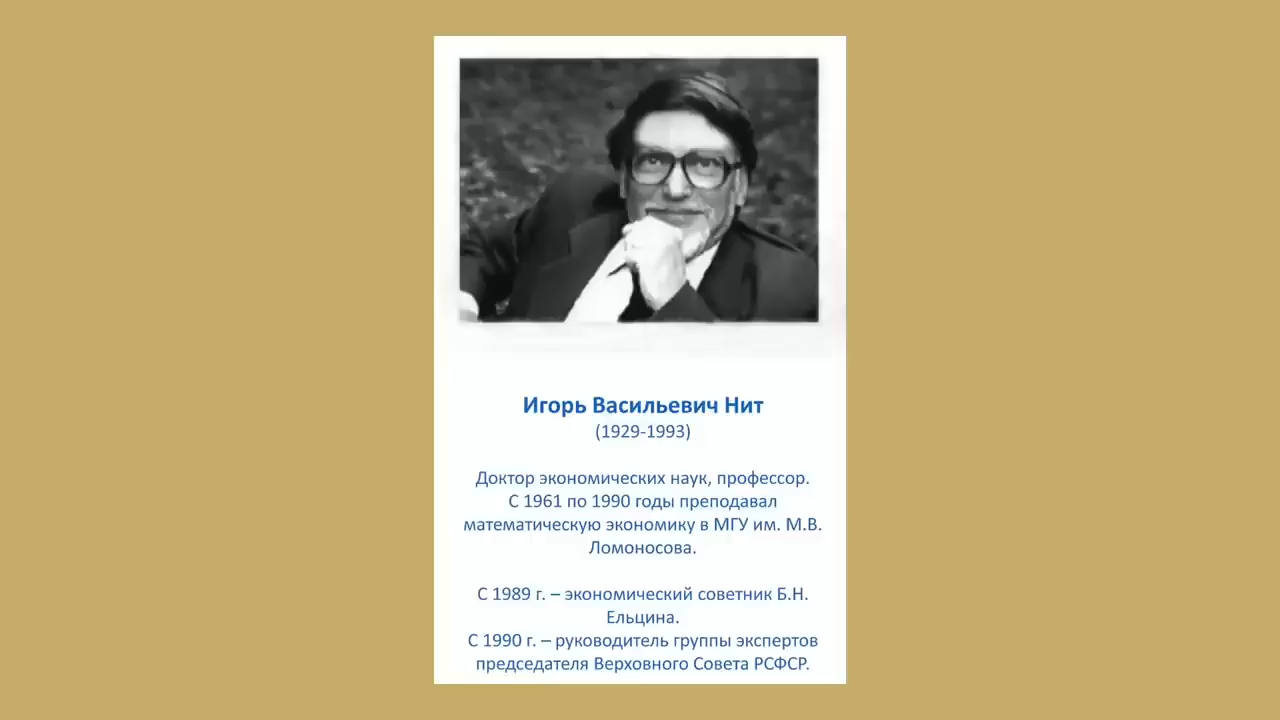 Игорь Васильевич Нит
(1929-1993)
Доктор экономических наук, профессор.
С 1961 по 1990 годы преподавал
математическую экономику в МГУ им. М.В.
Ломоносова.
С 1989 г. – экономический советник Б.Н.
Ельцина.
С 1990 г. – руководитель группы экспертов
председателя Верховного Совета РСФСР.